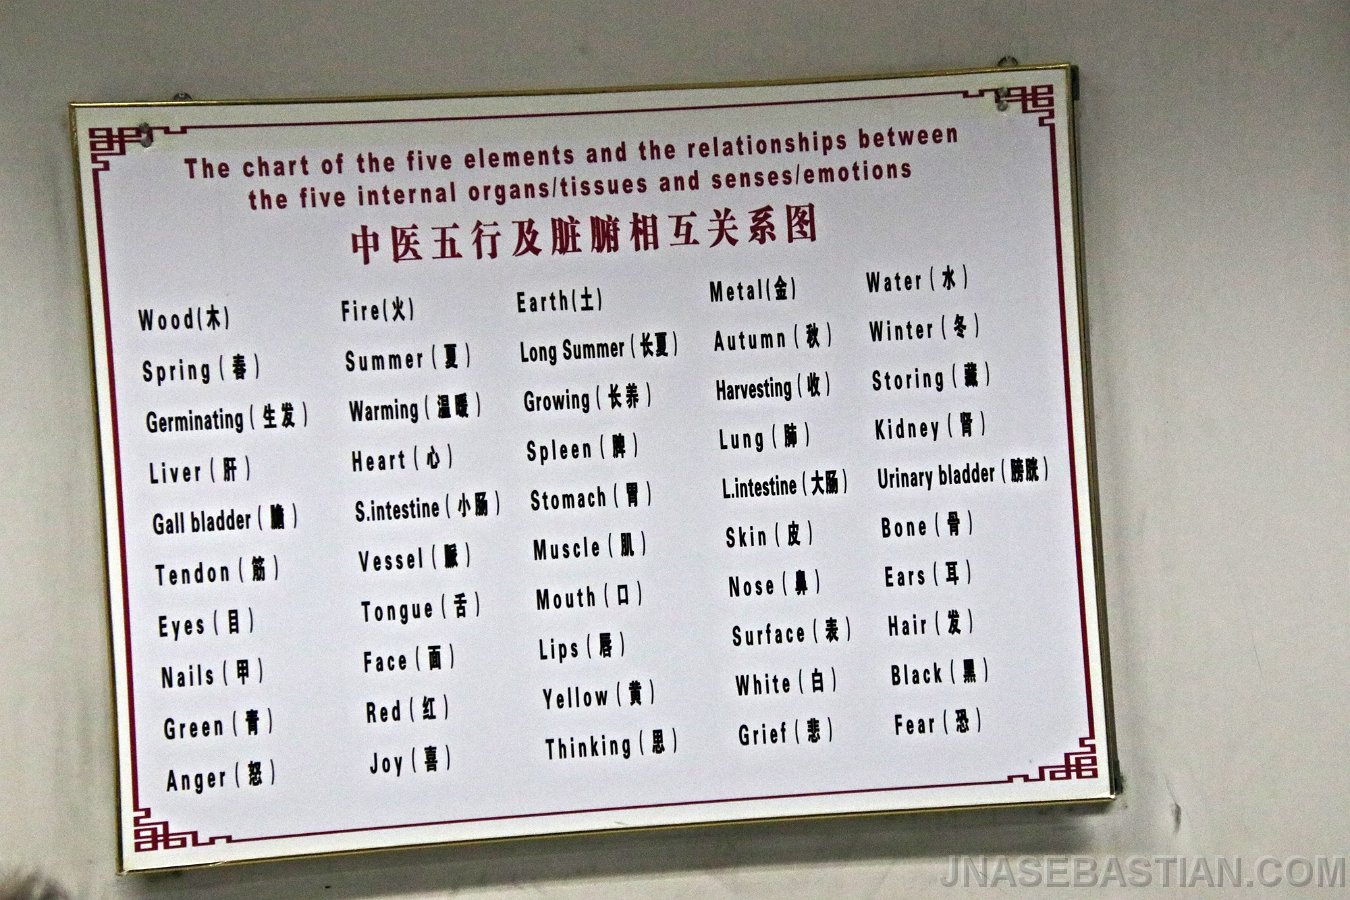 The chart of the five elements and the relationships between
the five internal organs/tissues and senses/emotions
中医五行及脏腑相互关系图
Wood(木) Fire(火) Earth(土) Metal(金) Water(水)
Spring(春) Summer(夏) Long Summer(长夏) Autumn(秋) Winter(冬)
Germinating(生发) Warming(温暖) Growing(长养) Harvesting(收) Storing(藏)
Liver(肝) Heart(心) Spleen(脾) Lung(肺) Kidney(肾)
Gall bladder(膽) S.intestine(小肠) Stomach(胃) L.intestine(大肠) Urinary bladder(膀胱)
Tendon(筋) Vessel(脈) Muscle(肌) Skin(皮) Bone(骨)
Eyes(目) Tongue(舌) Mouth(口) Nose(鼻) Ears(耳)
Nails(甲) Face(面) Lips(唇) Surface(表) Hair(发)
Green(青) Red(红) Yellow(黄) White(白) Black(黑)
Anger(怒) Joy(喜) Thinking(思) Grief(悲) Fear(恐)
JNASEBASTIAN.COM